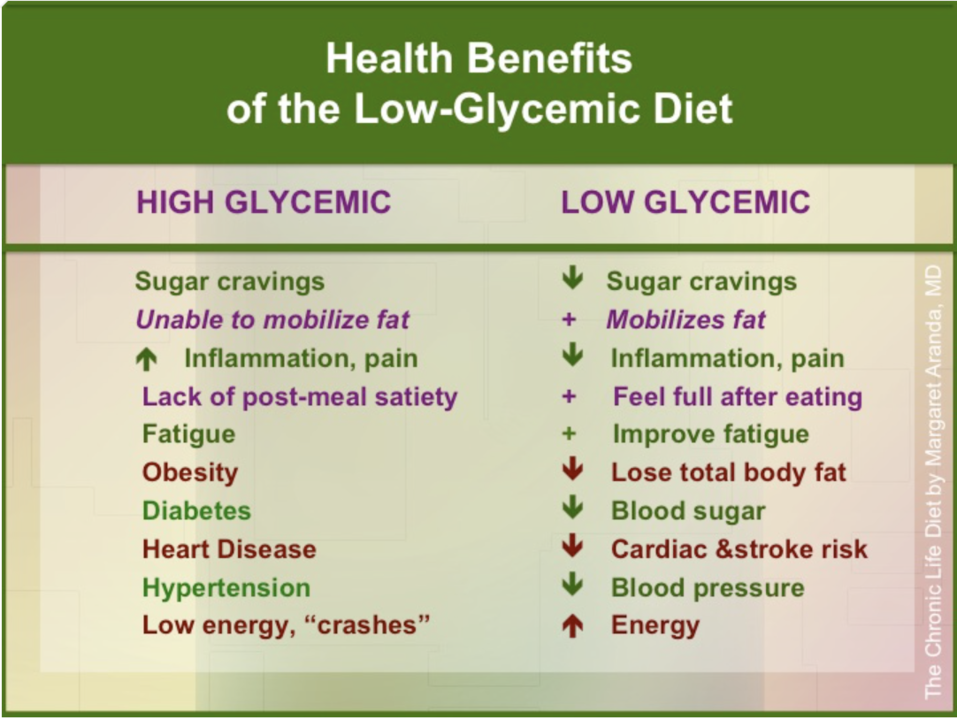 Health Benefits
of the Low-Glycemic Diet
HIGH GLYCEMIC LOW GLYCEMIC
Sugar cravings 🡫 Sugar cravings
Unable to mobilize fat + Mobilizes fat
🡩 Inflammation, pain 🡫 Inflammation, pain
Lack of post-meal satiety + Feel full after eating
Fatigue + Improve fatigue
Obesity 🡫 Lose total body fat
Diabetes 🡫 Blood sugar
Heart Disease 🡫 Cardiac &stroke risk
Hypertension 🡫 Blood pressure
Low energy, “crashes” 🡩 Energy
The Chronic Life Diet by Margaret Aranda, MD